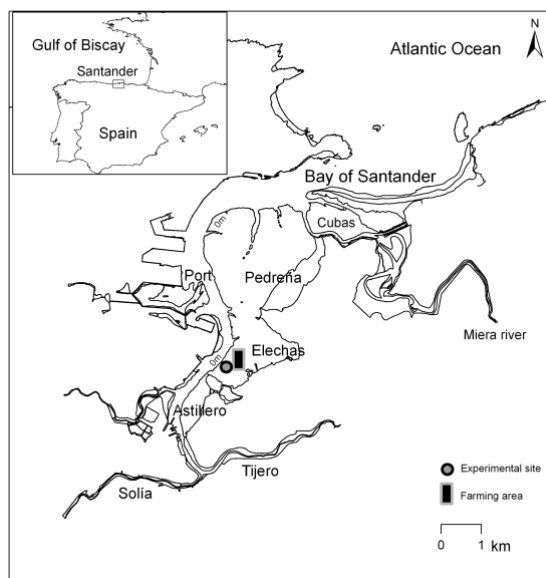 Gulf of Biscay
Santander
Spain
Atlantic Ocean
N
Bay of Santander
0m
Cubas
Port
Pedreña
Miera river
Elechas
0m
Astillero
Tijero
Solía
Experimental site
Farming area
0 1 km